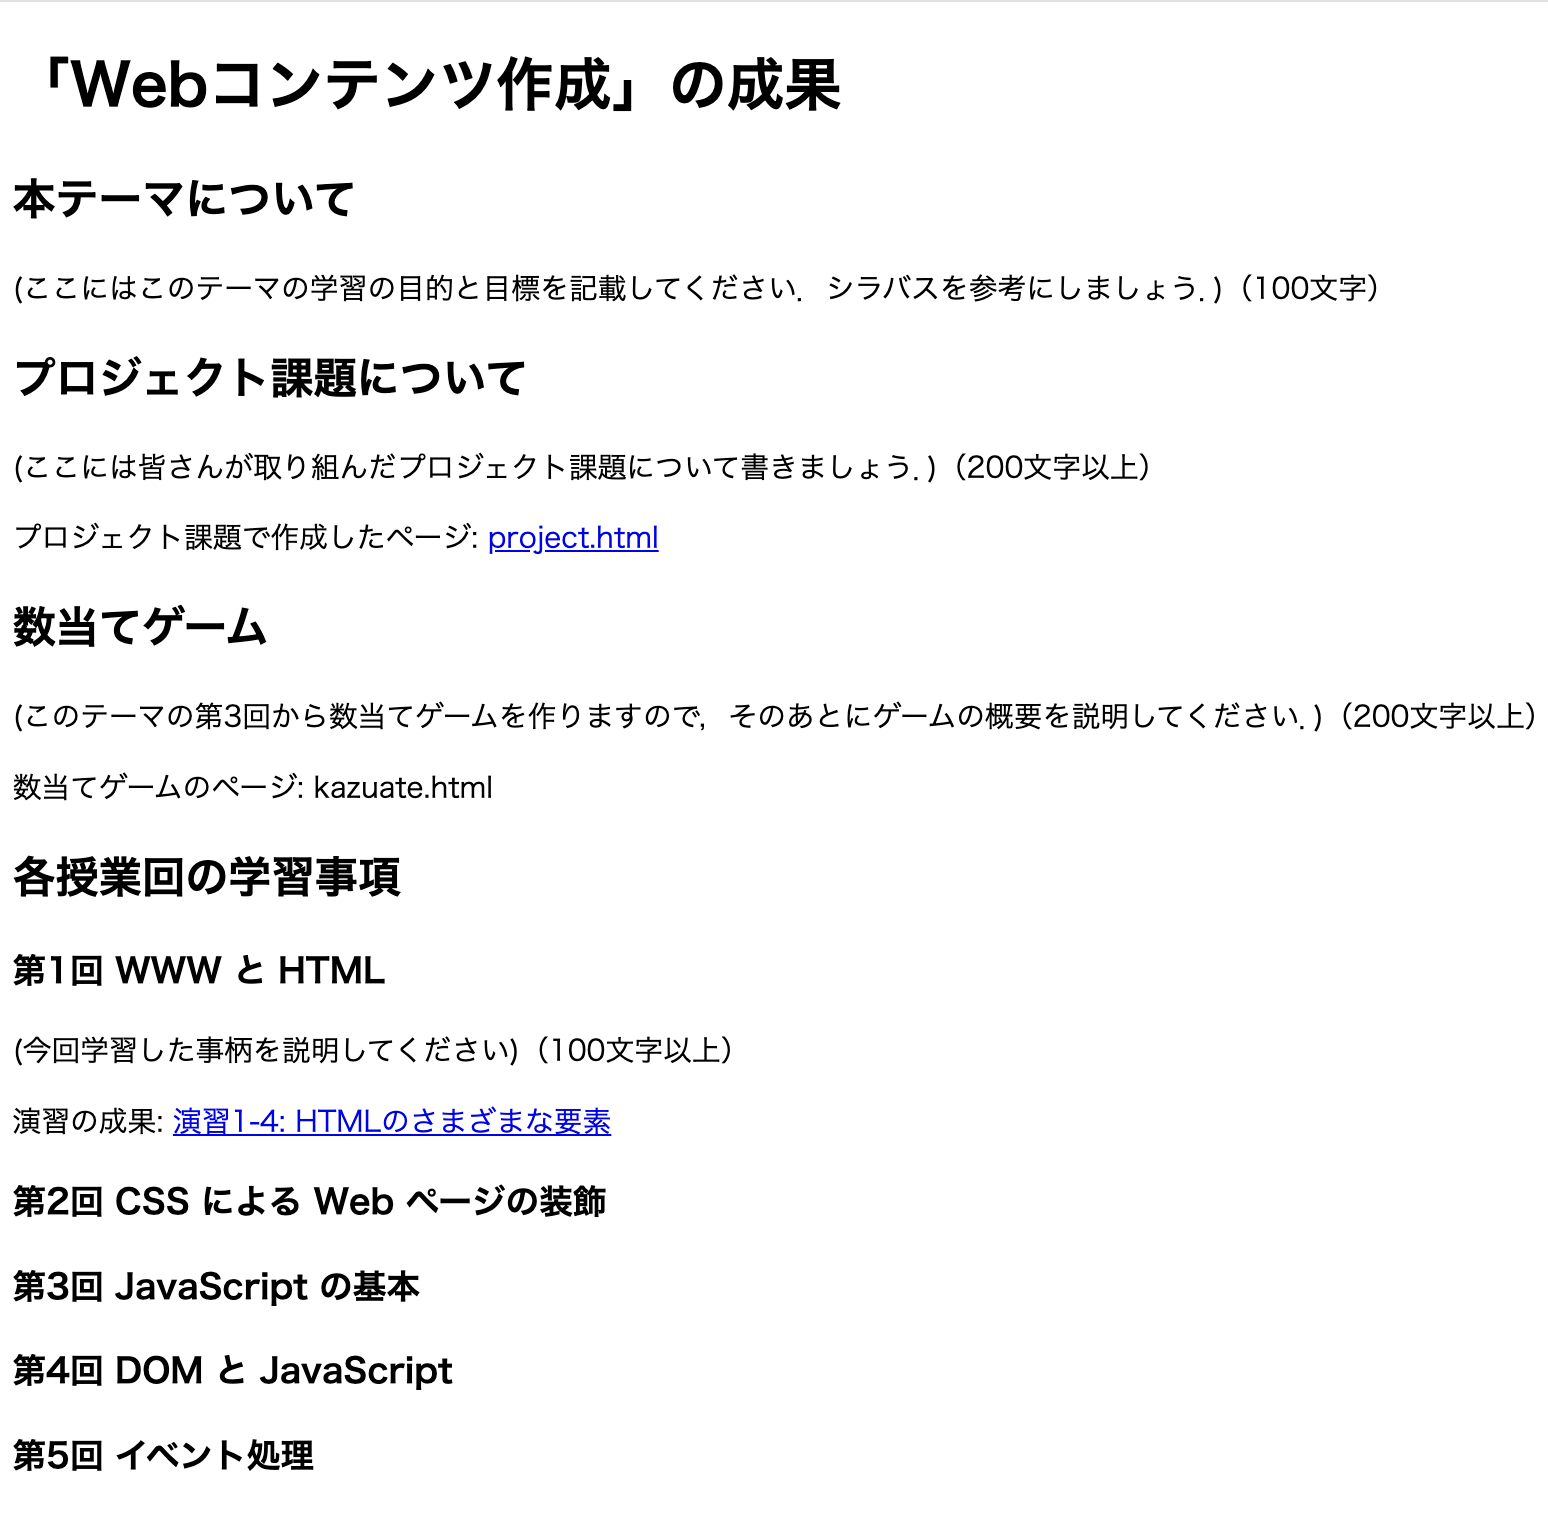 「Webコンテンツ作成」の成果
本テーマについて
(ここにはこのテーマの学習の目的と目標を記載してください．シラバスを参考にしましょう．)（100文字）
プロジェクト課題について
(ここには皆さんが取り組んだプロジェクト課題について書きましょう．)（200文字以上）
プロジェクト課題で作成したページ: project.html
数当てゲーム
(このテーマの第3回から数当てゲームを作りますので，そのあとにゲームの概要を説明してください．)（200文字以上）
数当てゲームのページ: kazuate.html
各授業回の学習事項
第1回 WWW と HTML
(今回学習した事柄を説明してください)（100文字以上）
演習の成果: 演習1-4: HTMLのさまざまな要素
第2回 CSS による Web ページの装飾
第3回 JavaScript の基本
第4回 DOM と JavaScript
第5回 イベント処理